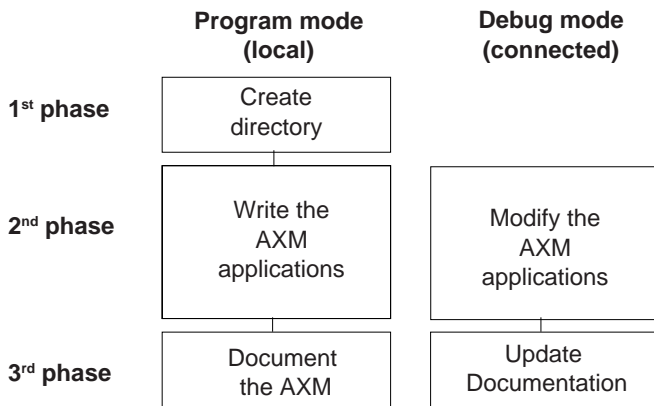 Program mode
(local)
Debug mode
(connected)
1st phase
Create
directory
2nd phase
Write the
AXM
applications
Modify the
AXM
applications
3rd phase
Document
the AXM
Update
Documentation